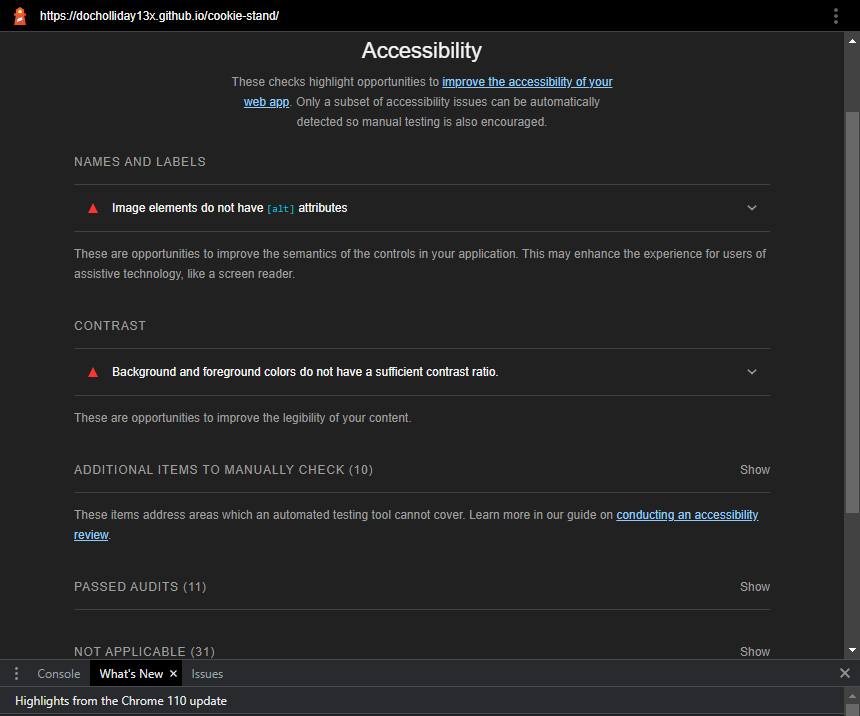 https://docholliday13x.github.io/cookie-stand/
Accessibility
These checks highlight opportunities to improve the accessibility of your
web app. Only a subset of accessibility issues can be automatically
detected so manual testing is also encouraged.
NAMES AND LABELS
Image elements do not have [alt] attributes
These are opportunities to improve the semantics of the controls in your application. This may enhance the experience for users of
assistive technology, like a screen reader.
CONTRAST
Background and foreground colors do not have a sufficient contrast ratio.
These are opportunities to improve the legibility of your content.
ADDITIONAL ITEMS TO MANUALLY CHECK (10) Show
These items address areas which an automated testing tool cannot cover. Learn more in our guide on conducting an accessibility
review.
PASSED AUDITS (11) Show
NOT APPLICABLE (31) Show
Console What's New × Issues
Highlights from the Chrome 110 update